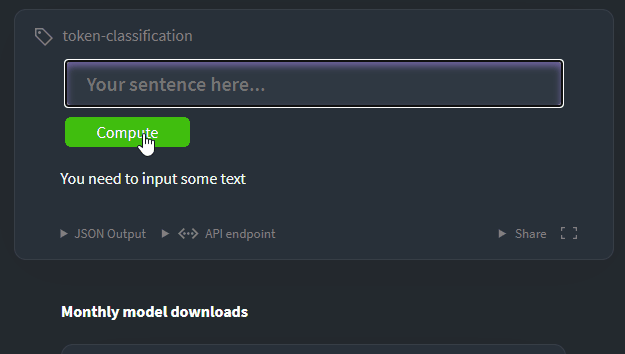 token-classification
Your sentence here...
Compute
You need to input some text
JSON Output API endpoint Share
Monthly model downloads